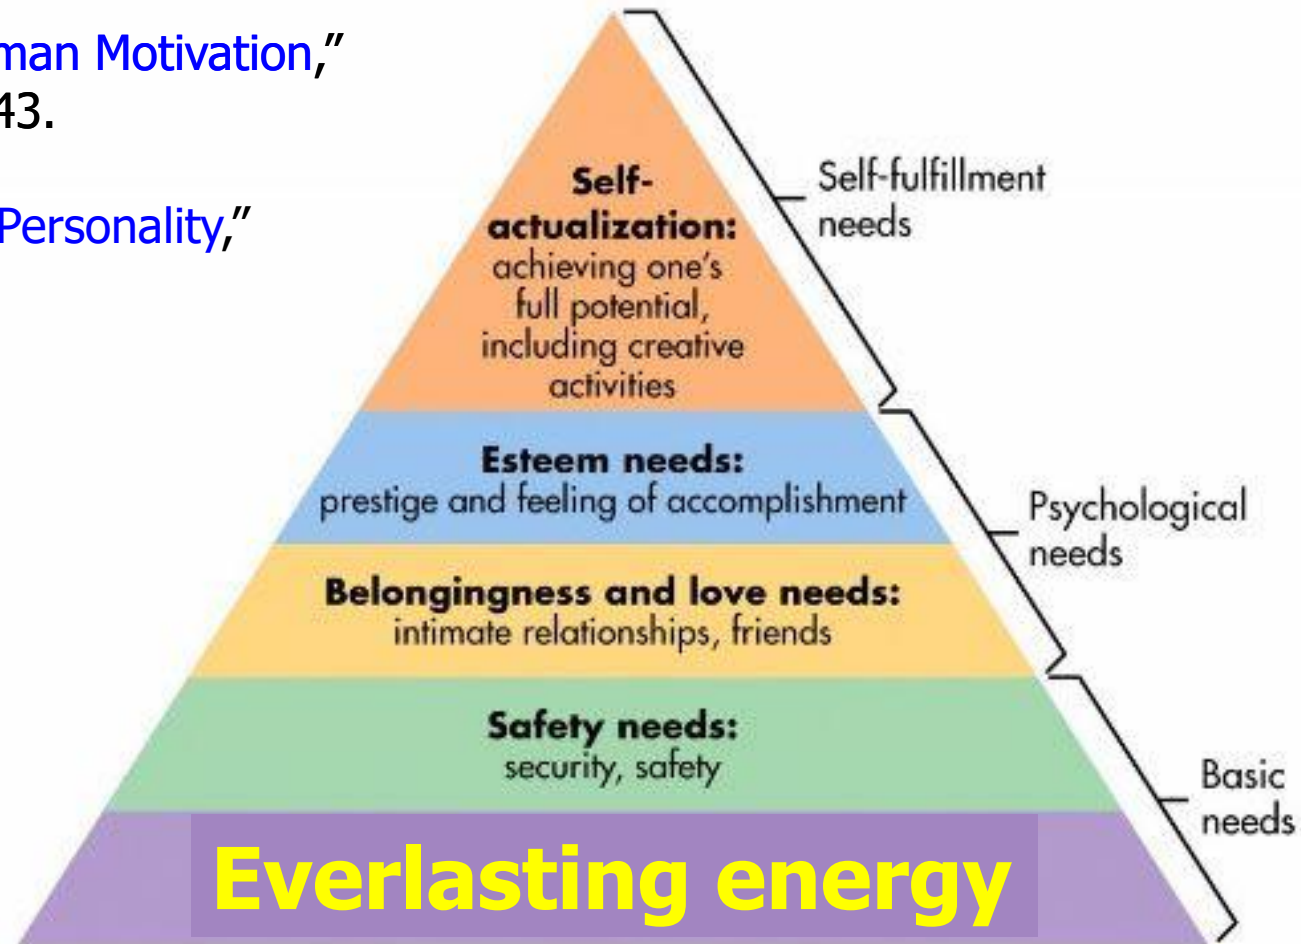 man Motivation,”
43.
Personality,”
Self-
actualization:
achieving one’s
full potential,
including creative
activities
Self-fulfillment
needs
Esteem needs:
prestige and feeling of accomplishment
Psychological
needs
Belongingness and love needs:
intimate relationships, friends
Safety needs:
security, safety
Basic
needs
Everlasting energy